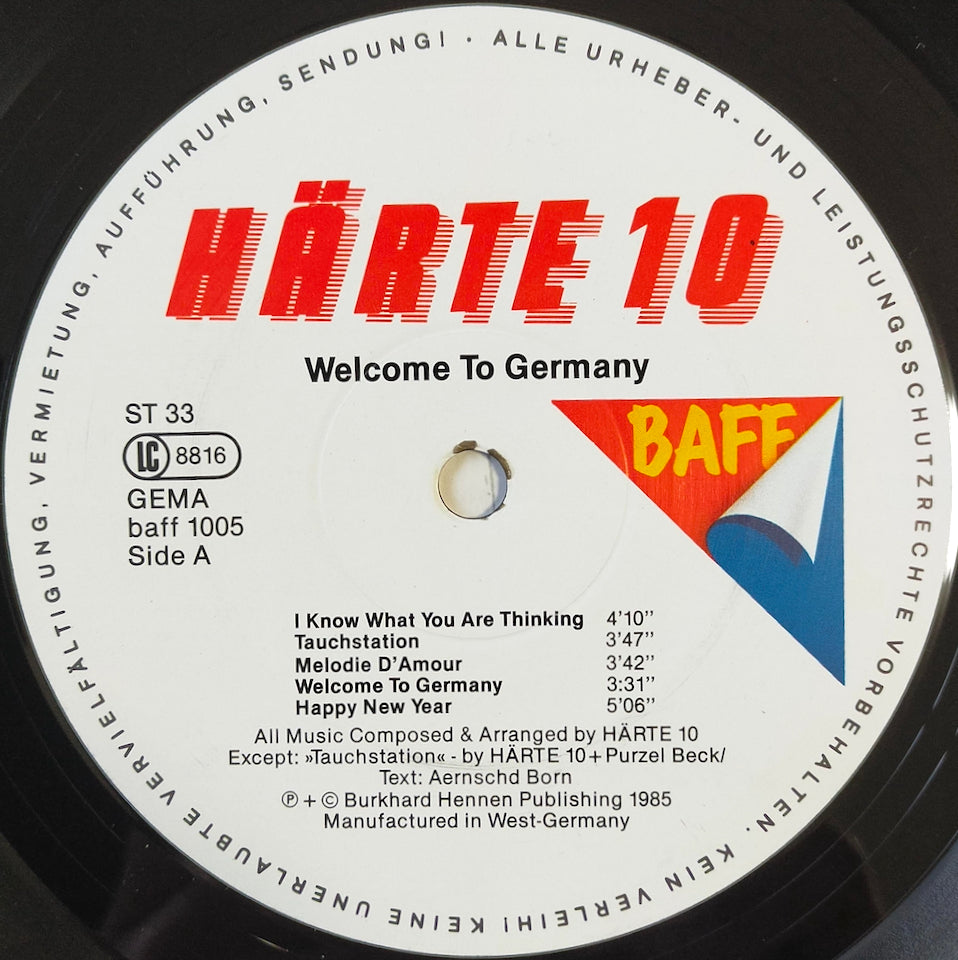 ALLE URHEBER- UND LEISTUNGSSCHUTZRECHTE VORBEHALTEN. KEIN VERLEIH! KEINE UNERLAUBTE VERVIELFÄLTIGUNG, VERMIETUNG, AUFFÜHRUNG, SENDUNG! ·
HÄRTE 10
Welcome To Germany
BAFF
ST 33
LC 8816
GEMA
baff 1005
Side A
I Know What You Are Thinking 4'10''
Tauchstation 3'47''
Melodie D'Amour 3'42''
Welcome To Germany 3:31''
Happy New Year 5'06''
All Music Composed & Arranged by HÄRTE 10
Except: »Tauchstation« - by HÄRTE 10+Purzel Beck/
Text: Aernschd Born
℗ + © Burkhard Hennen Publishing 1985
Manufactured in West-Germany